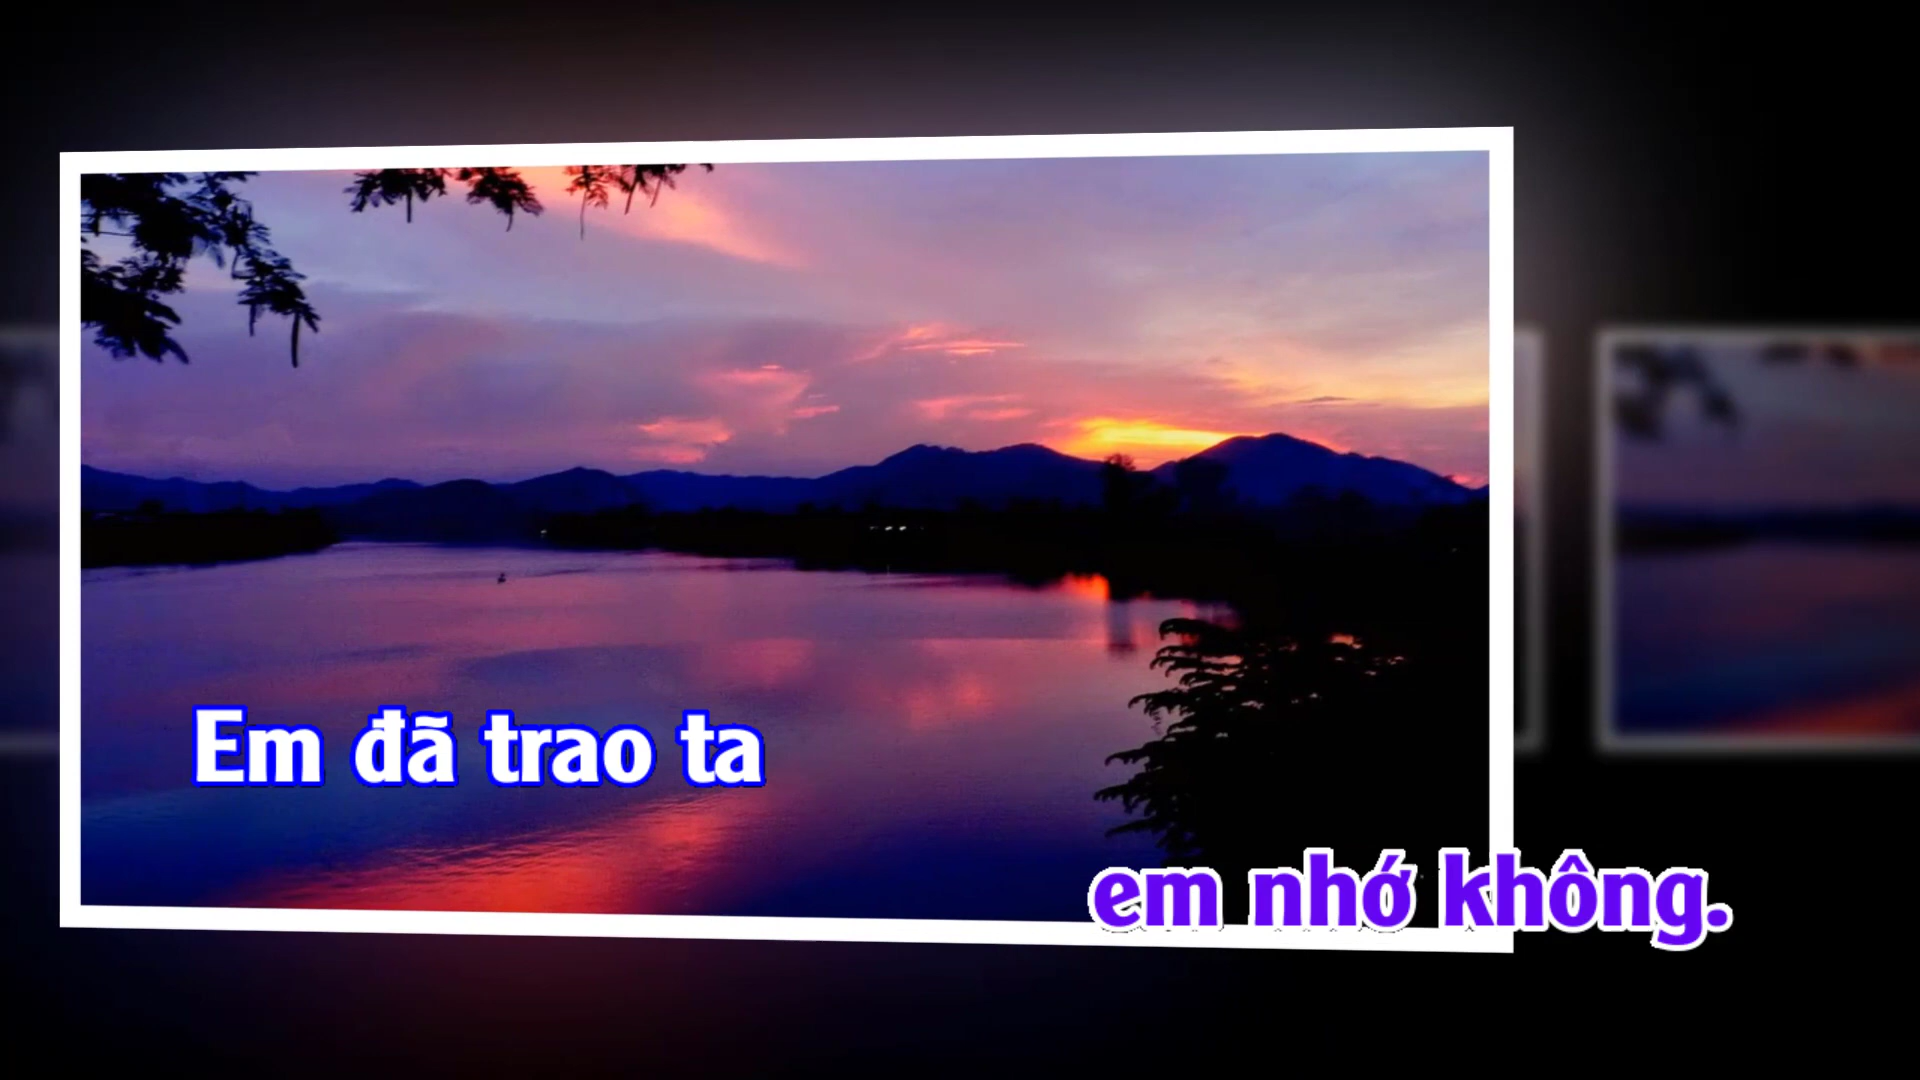 Em đã trao ta
em nhớ không.